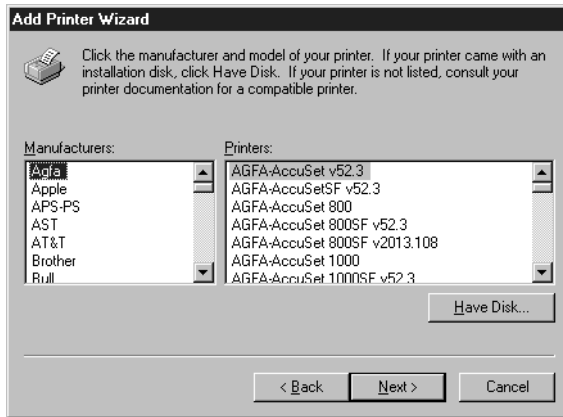 Add Printer Wizard
Click the manufacturer and model of your printer. If your printer came with an
installation disk, click Have Disk. If your printer is not listed, consult your
printer documentation for a compatible printer.
Manufacturers:
Agfa
Apple
APS-PS
AST
AT&T
Brother
Bull
Printers:
AGFA-AccuSet v52.3
AGFA-AccuSetSF v52.3
AGFA-AccuSet 800
AGFA-AccuSet 800SF v52.3
AGFA-AccuSet 800SF v2013.108
AGFA-AccuSet 1000
AGFA-AccuSet 1000SF v52.3
Have Disk...
< Back
Next >
Cancel